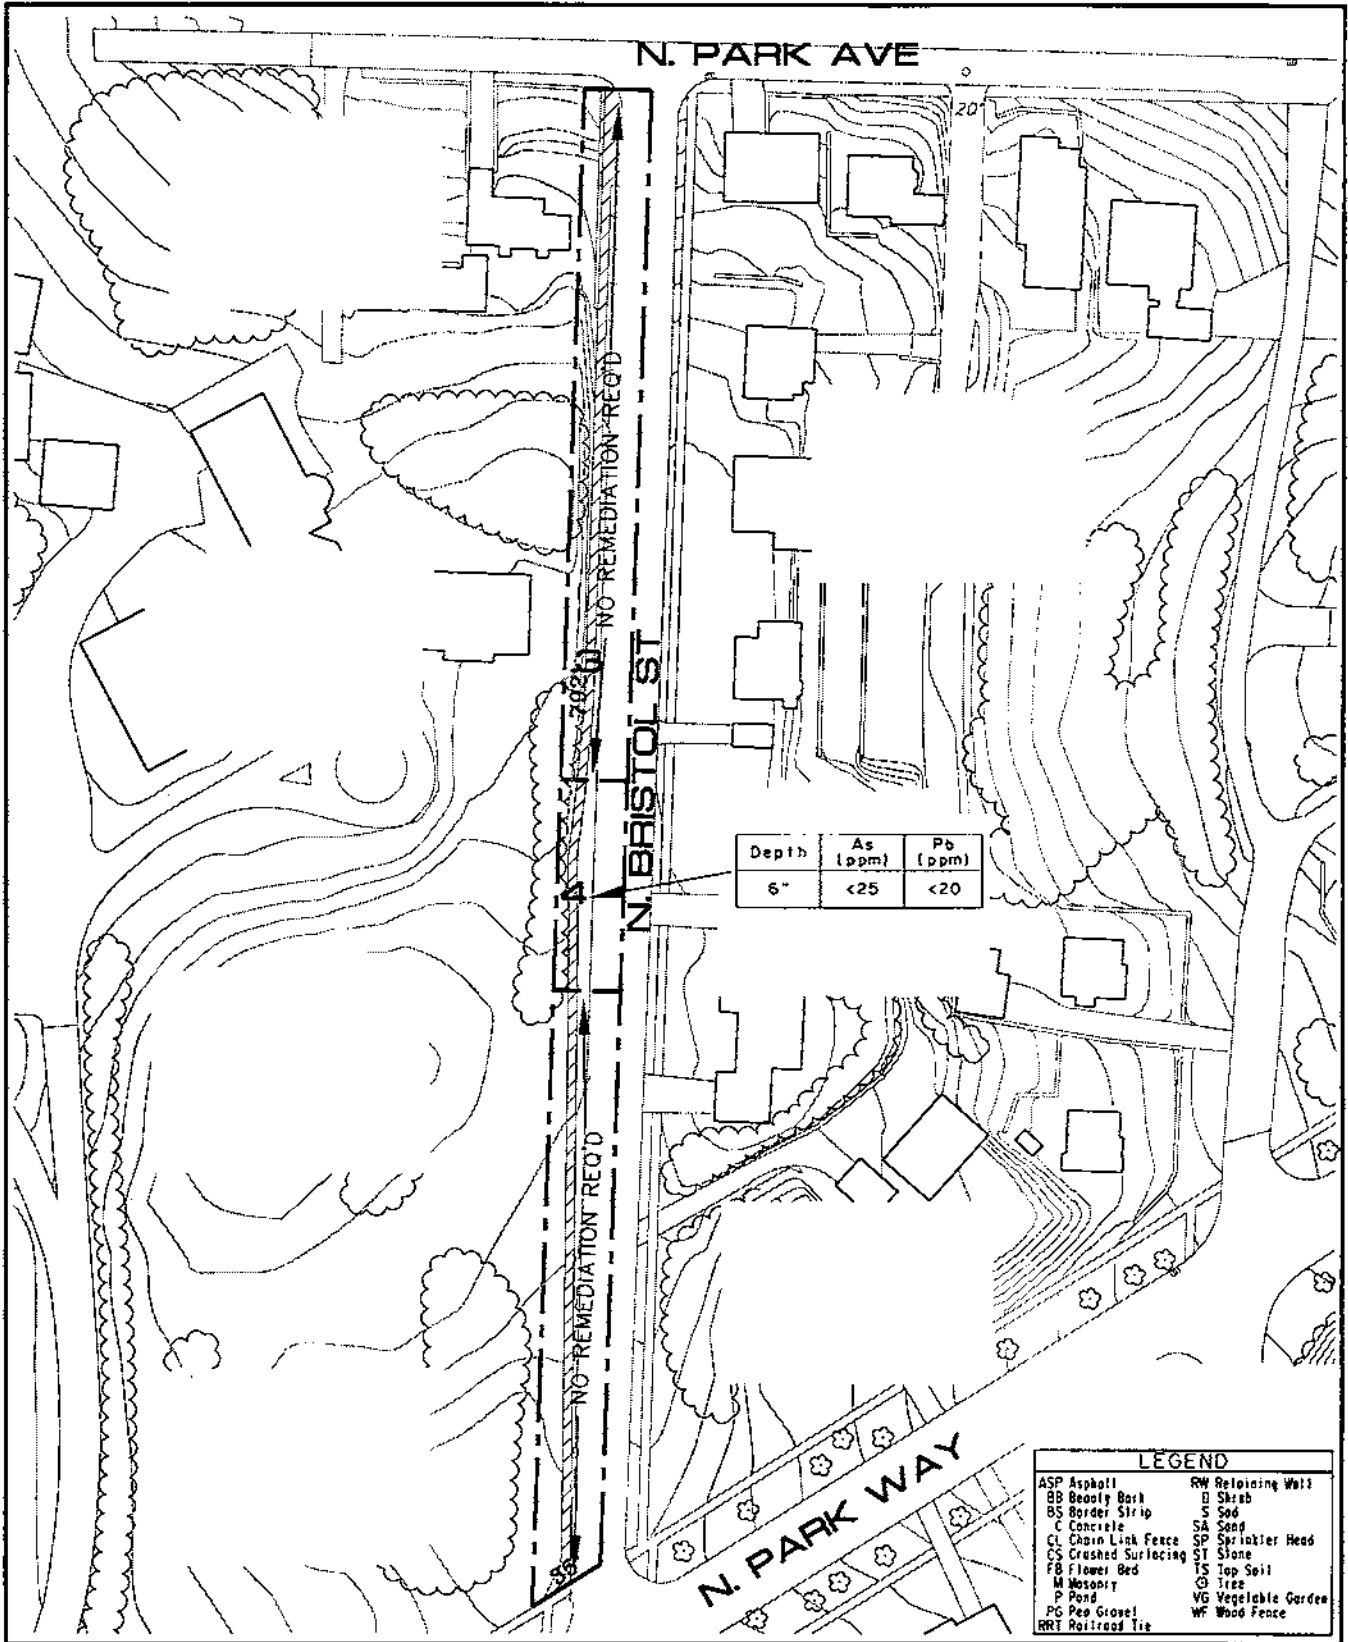 N. PARK AVE
20'
NO REMEDIATION REQ'D
N. BRISTOL ST
Depth As (ppm) Pb (ppm)
6" <25 <20
4
NO REMEDIATION REQ'D
N. PARK WAY
LEGEND
ASP Asphalt RW Retaining Wall
BB Beauty Bark Shrub
BS Border Strip S Sod
C Concrete SA Sand
CL Chain Link Fence SP Sprinkler Head
CS Crushed Surfacing ST Stone
FB Flower Bed TS Top Soil
M Masonry Tree
P Pond VG Vegetable Garden
PG Pea Gravel WF Wood Fence
RRT Railroad Tie